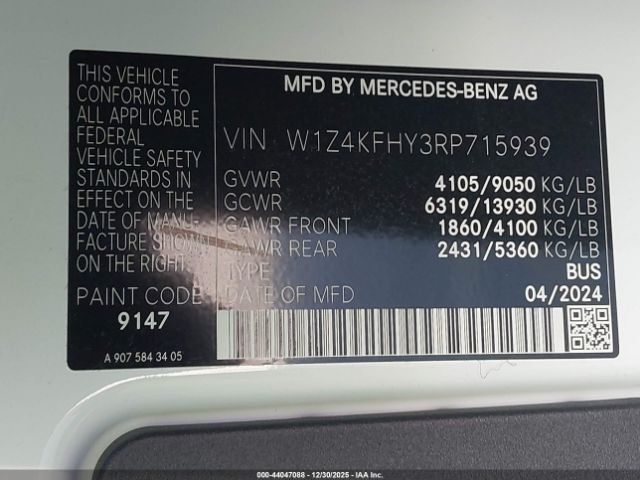 THIS VEHICLE
CONFORMS TO
ALL APPLICABLE
FEDERAL
VEHICLE SAFETY
STANDARDS IN
EFFECT ON THE
DATE OF MANU-
FACTURE SHOWN
ON THE RIGHT.
PAINT CODE
9147
A 907 584 34 05
MFD BY MERCEDES-BENZ AG
VIN W1Z4KFHY3RP715939
GVWR 4105/9050 KG/LB
GCWR 6319/13930 KG/LB
GAWR FRONT 1860/4100 KG/LB
GAWR REAR 2431/5360 KG/LB
TYPE BUS
DATE OF MFD 04/2024
000-44047088 - 12/30/2025 - IAAI Inc.